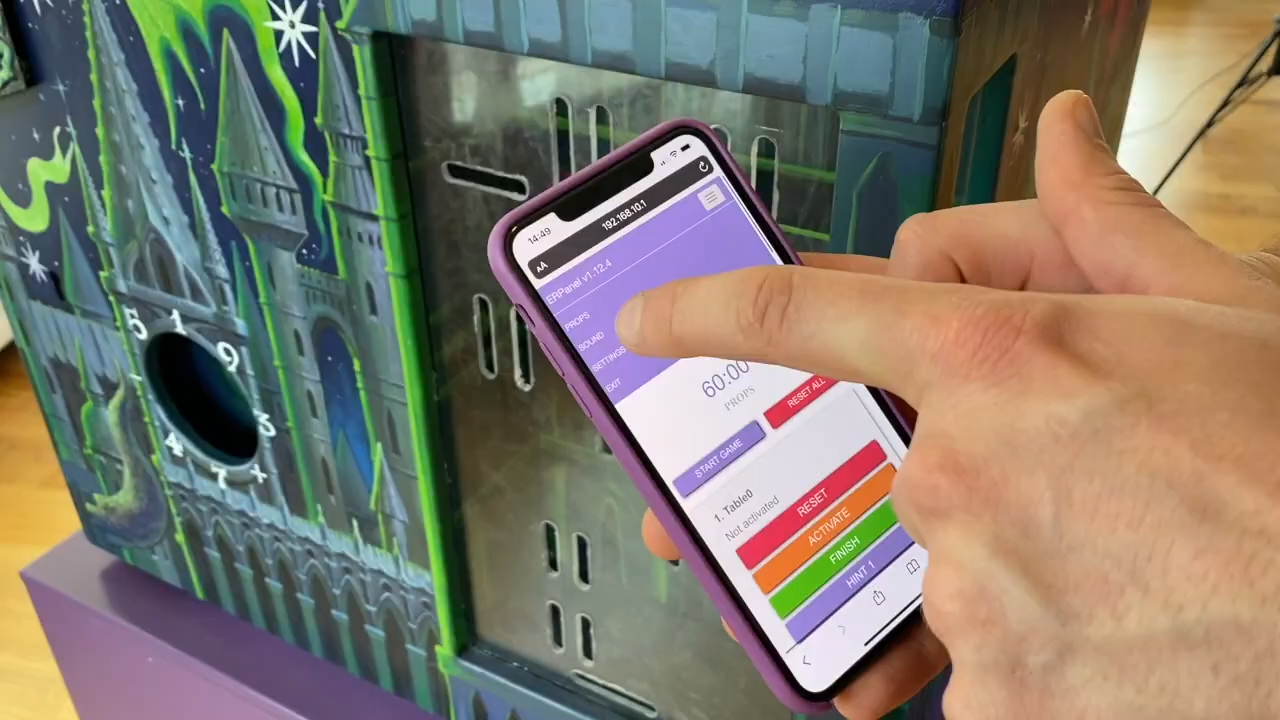 14:49
AA 192.168.10.1
ERPanel v1.12.4
PROPS
SOUND
SETTINGS
EXIT
60:00
PROPS
START GAME
RESET ALL
1. Table0
Not activated
RESET
ACTIVATE
FINISH
HINT 1
5 1 9
3
4 7